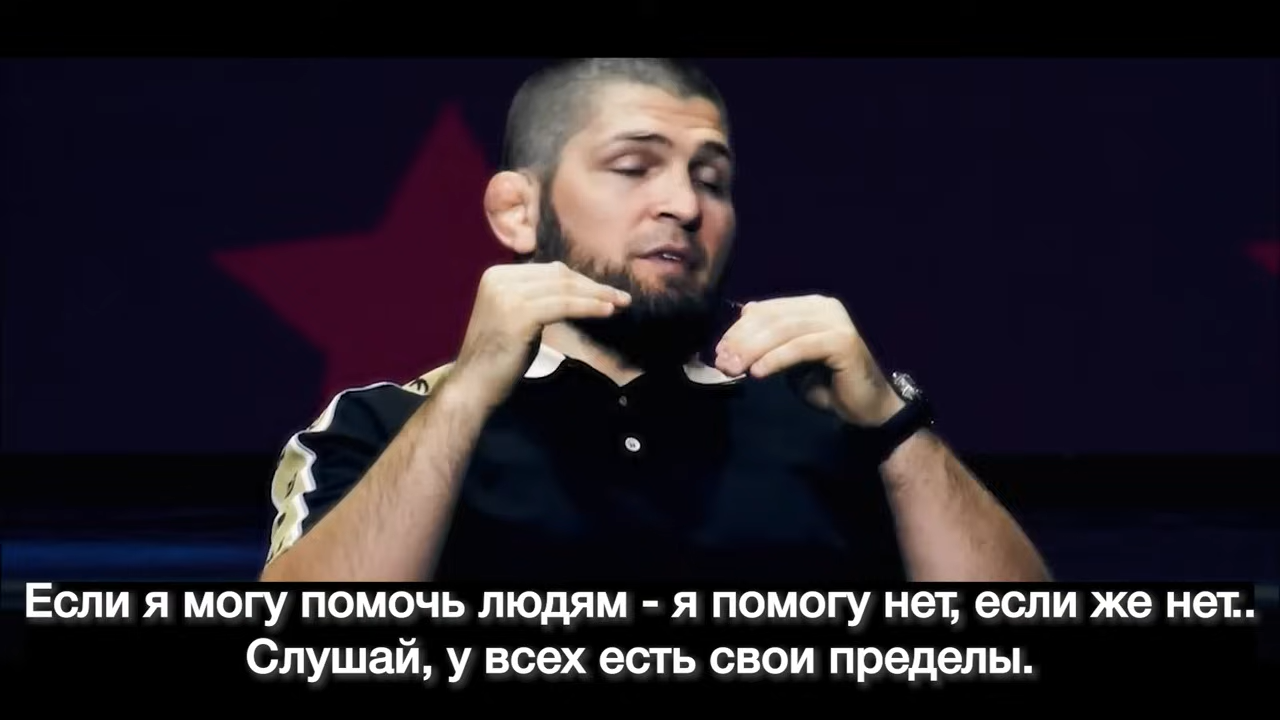 Если я могу помочь людям - я помогу нет, если же нет..
Слушай, у всех есть свои пределы.